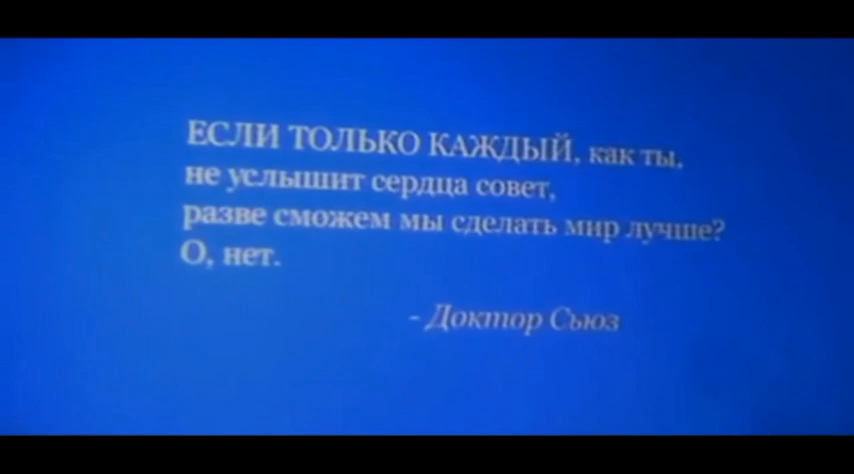 ЕСЛИ ТОЛЬКО КАЖДЫЙ, как ты,
не услышит сердца совет,
разве сможем мы сделать мир лучше?
О, нет.
- Доктор Сьюз